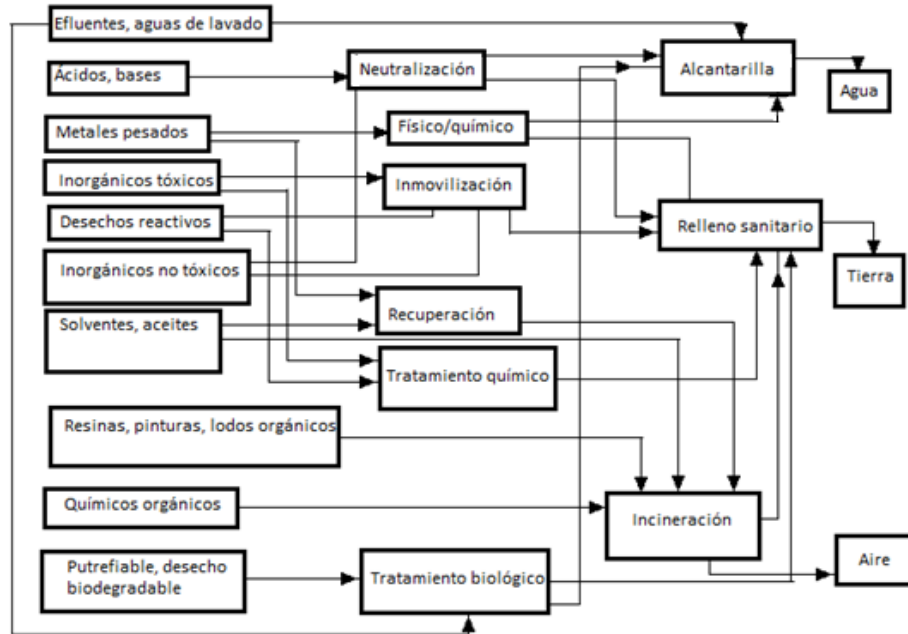 Efluentes, aguas de lavado
Ácidos, bases
Metales pesados
Inorgánicos tóxicos
Desechos reactivos
Inorgánicos no tóxicos
Solventes, aceites
Resinas, pinturas, lodos orgánicos
Químicos orgánicos
Putrefiable, desecho
biodegradable
Neutralización
Físico/químico
Inmovilización
Recuperación
Tratamiento químico
Tratamiento biológico
Alcantarilla
Relleno sanitario
Incineración
Agua
Tierra
Aire